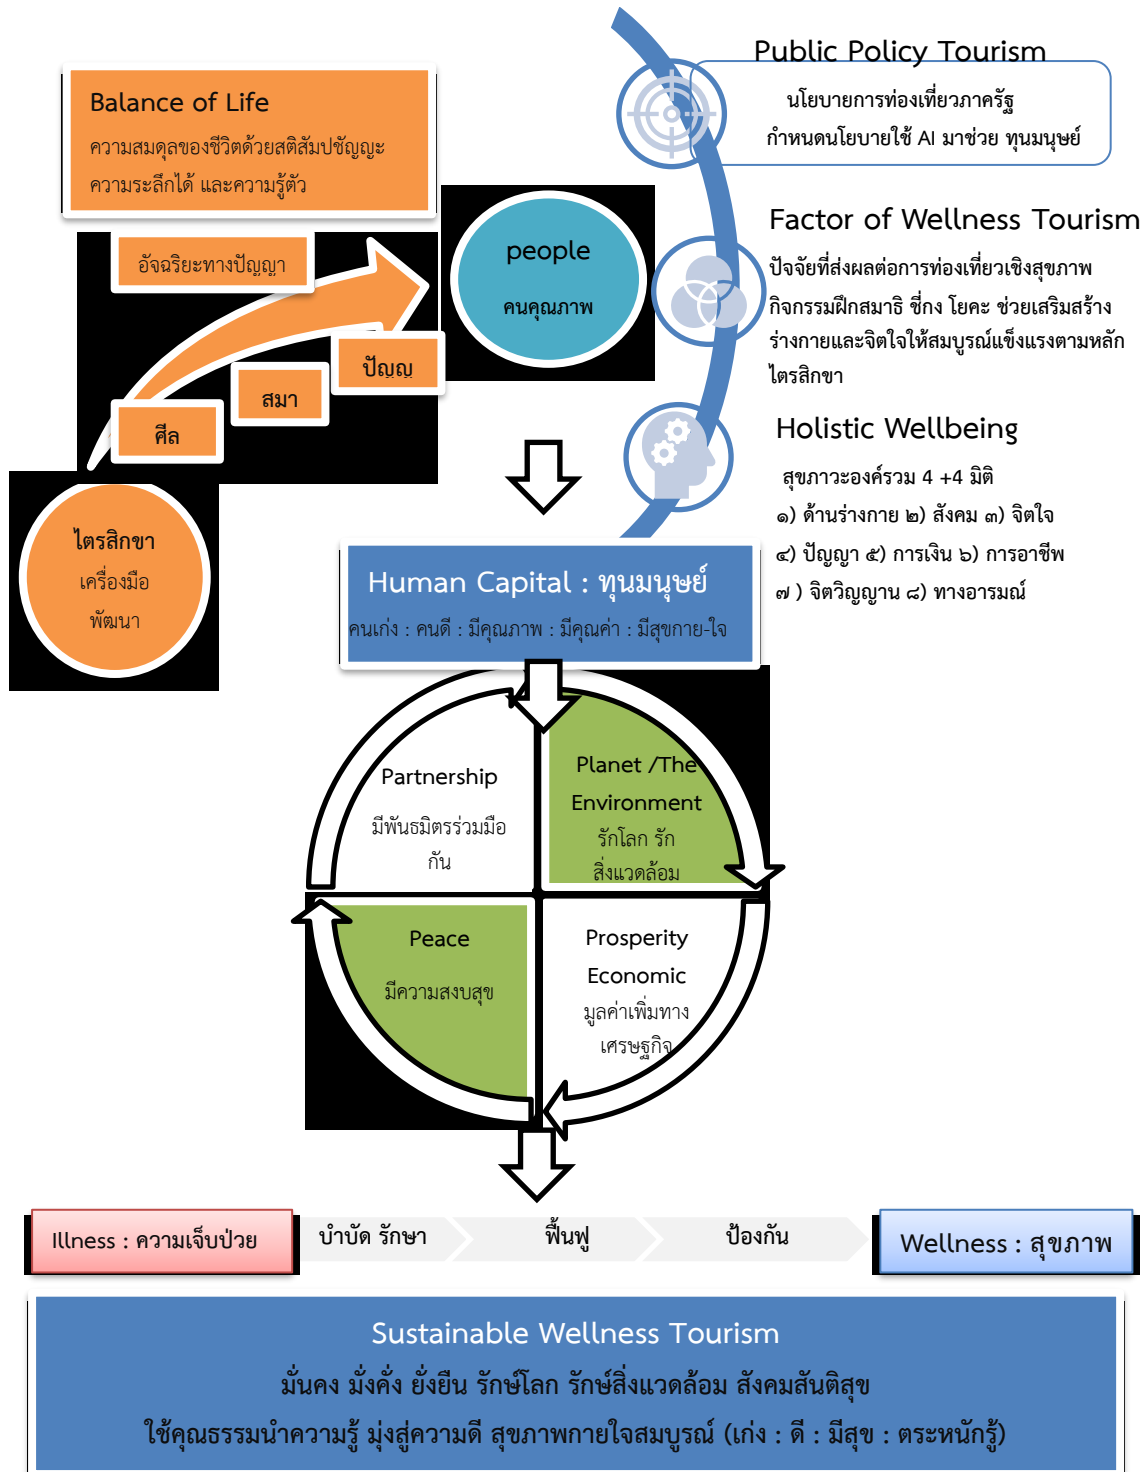 Public Policy Tourism
นโยบายการท่องเที่ยวภาครัฐ
กำหนดนโยบายใช้ AI มาช่วย ทุนมนุษย์
Balance of Life
ความสมดุลของชีวิตด้วยสติสัมปชัญญะ
ความระลึกได้ และความรู้ตัว
Factor of Wellness Tourism
ปัจจัยที่ส่งผลต่อการท่องเที่ยวเชิงสุขภาพ
กิจกรรมฝึกสมาธิ ชี่กง โยคะ ช่วยเสริมสร้าง
ร่างกายและจิตใจให้สมบูรณ์แข็งแรงตามหลัก
ไตรสิกขา
people
คนคุณภาพ
อัจฉริยะทางปัญญา
ปัญญ
สมา
ศีล
ไตรสิกขา
เครื่องมือ
พัฒนา
Holistic Wellbeing
สุขภาวะองค์รวม 4 +4 มิติ
๑) ด้านร่างกาย ๒) สังคม ๓) จิตใจ
๔) ปัญญา ๕) การเงิน ๖) การอาชีพ
๗ ) จิตวิญญาน ๘) ทางอารมณ์
Human Capital : ทุนมนุษย์
คนเก่ง : คนดี : มีคุณภาพ : มีคุณค่า : มีสุขกาย-ใจ
Partnership
มีพันธมิตรร่วมมือ
กัน
Planet /The
Environment
รักโลก รัก
สิ่งแวดล้อม
Peace
มีความสงบสุข
Prosperity
Economic
มูลค่าเพิ่มทาง
เศรษฐกิจ
Illness : ความเจ็บป่วย
บำบัด รักษา
ฟื้นฟู
ป้องกัน
Wellness : สุขภาพ
Sustainable Wellness Tourism
มั่นคง มั่งคั่ง ยั่งยืน รักษ์โลก รักษ์สิ่งแวดล้อม สังคมสันติสุข
ใช้คุณธรรมนำความรู้ มุ่งสู่ความดี สุขภาพกายใจสมบูรณ์ (เก่ง : ดี : มีสุข : ตระหนักรู้)